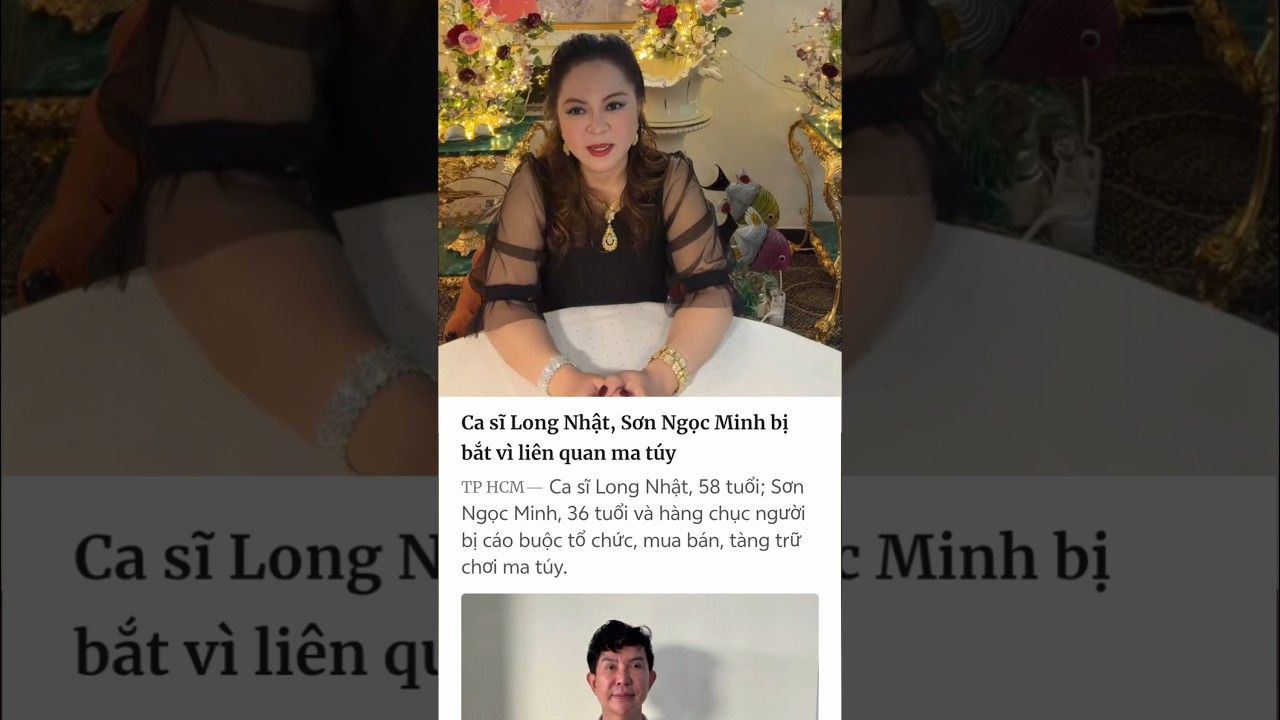 Ca sĩ Long Nhật, Sơn Ngọc Minh bị
bắt vì liên quan ma túy
TP HCM— Ca sĩ Long Nhật, 58 tuổi; Sơn
Ngọc Minh, 36 tuổi và hàng chục người
bị cáo buộc tổ chức, mua bán, tàng trữ
chơi ma túy.
Ca sĩ Long N
c Minh bị
bắt vì liên qu